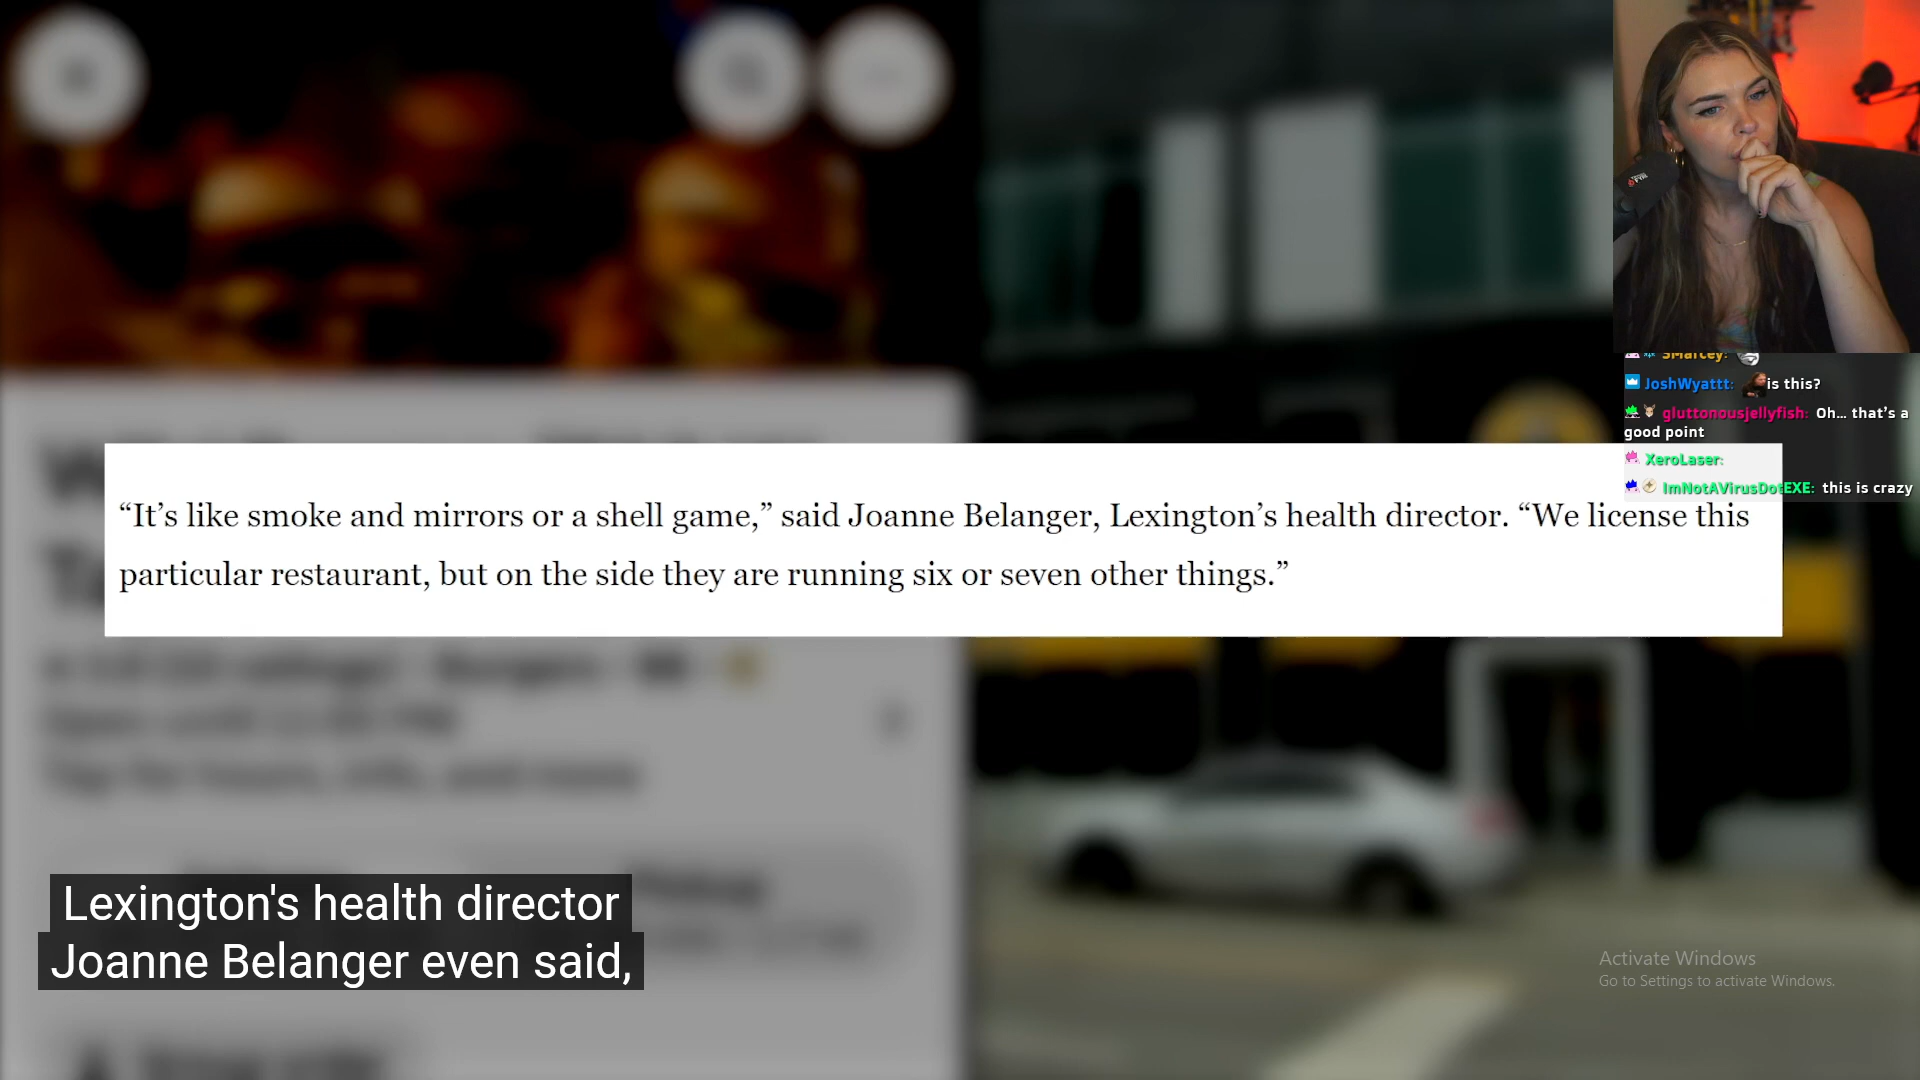 SMarcey:
JoshWyattt: is this?
gluttonousjellyfish: Oh... that's a
good point
XeroLaser:
ImNotAVirusDotEXE: this is crazy
“It’s like smoke and mirrors or a shell game,” said Joanne Belanger, Lexington’s health director. “We license this
particular restaurant, but on the side they are running six or seven other things.”
Lexington's health director
Joanne Belanger even said,
Activate Windows
Go to Settings to activate Windows.